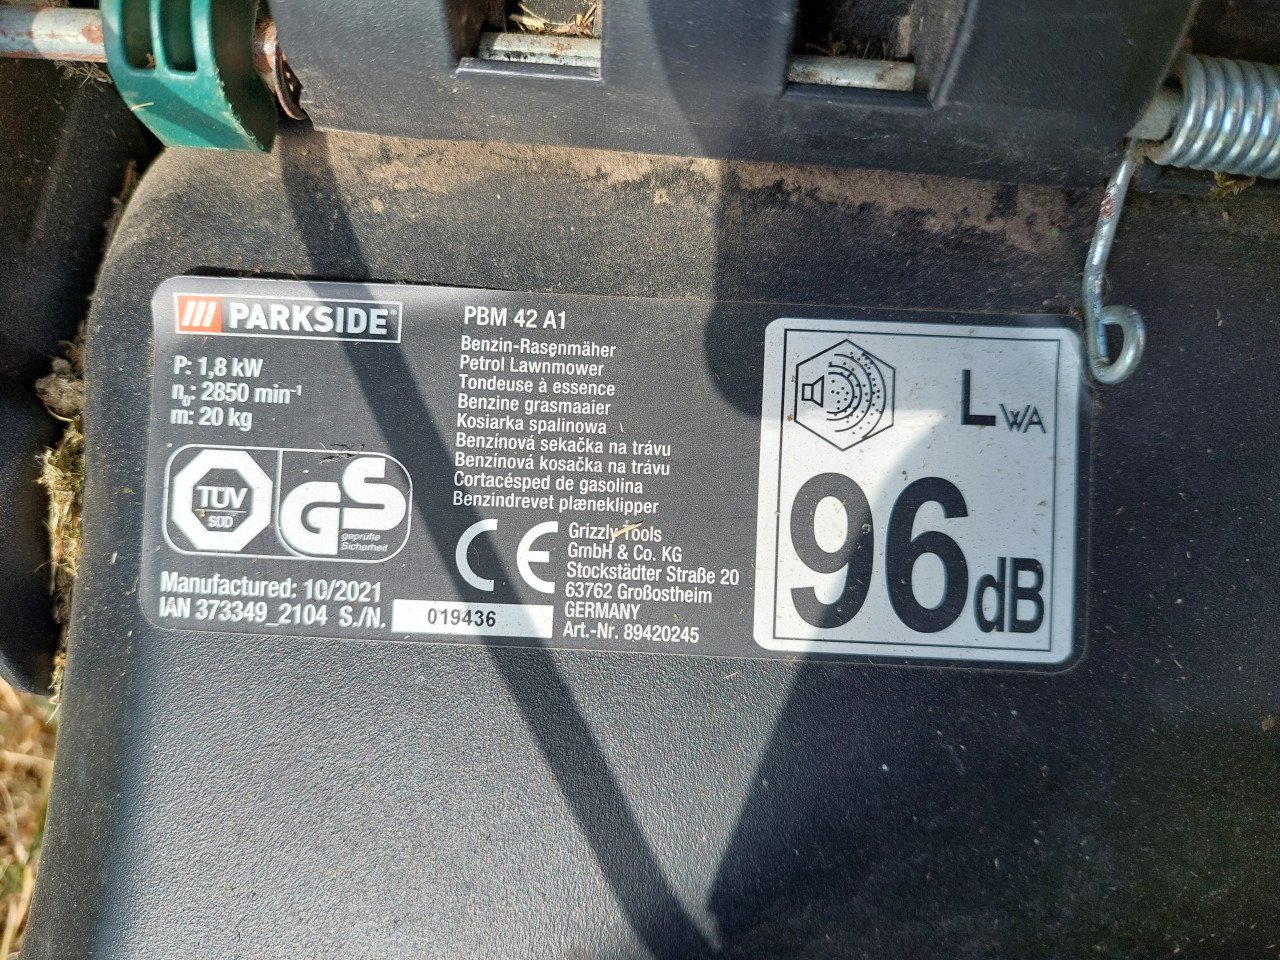 PARKSIDE®
P: 1,8 kW
n₀: 2850 min⁻¹
m: 20 kg
TÜV
SÜD
GS
geprüfte
Sicherheit
Manufactured: 10/2021
IAN 373349_2104 S./N. 019436
PBM 42 A1
Benzin-Rasenmäher
Petrol Lawnmower
Tondeuse à essence
Benzine grasmaaier
Kosiarka spalinowa
Benzínová sekačka na trávu
Benzínová kosačka na trávu
Cortacésped de gasolina
Benzindrevet plæneklipper
CE
Grizzly Tools
GmbH & Co. KG
Stockstädter Straße 20
63762 Großostheim
GERMANY
Art.-Nr. 89420245
LWA
96dB